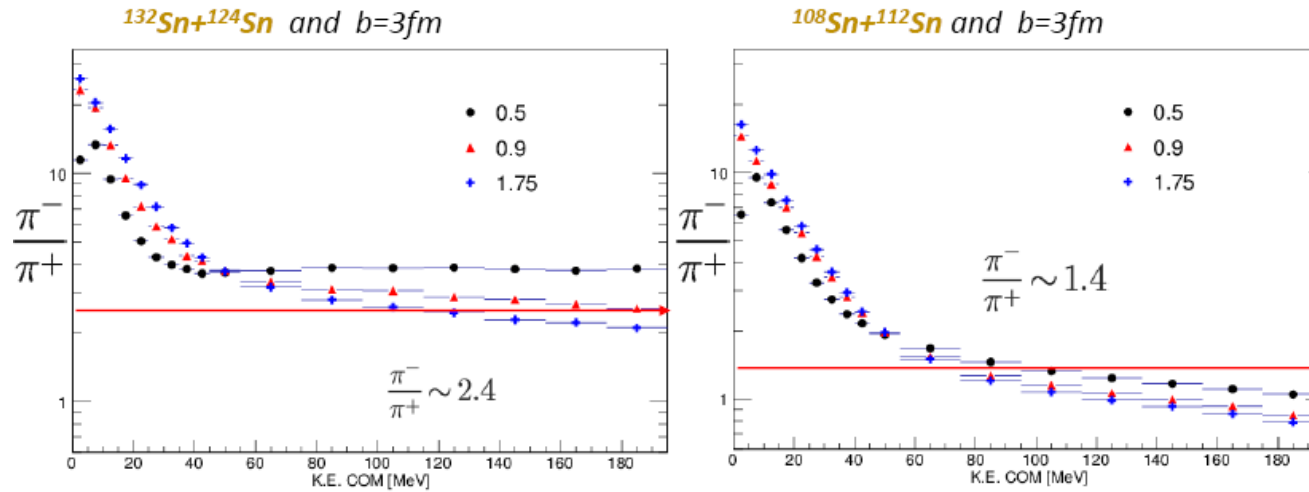 132Sn+124Sn and b=3fm
10
1
π−/π+
0.5
0.9
1.75
π−/π+ ~ 2.4
0 20 40 60 80 100 120 140 160 180
K.E. COM [MeV]
108Sn+112Sn and b=3fm
10
1
π−/π+
0.5
0.9
1.75
π−/π+ ~ 1.4
0 20 40 60 80 100 120 140 160 180
K.E. COM [MeV]